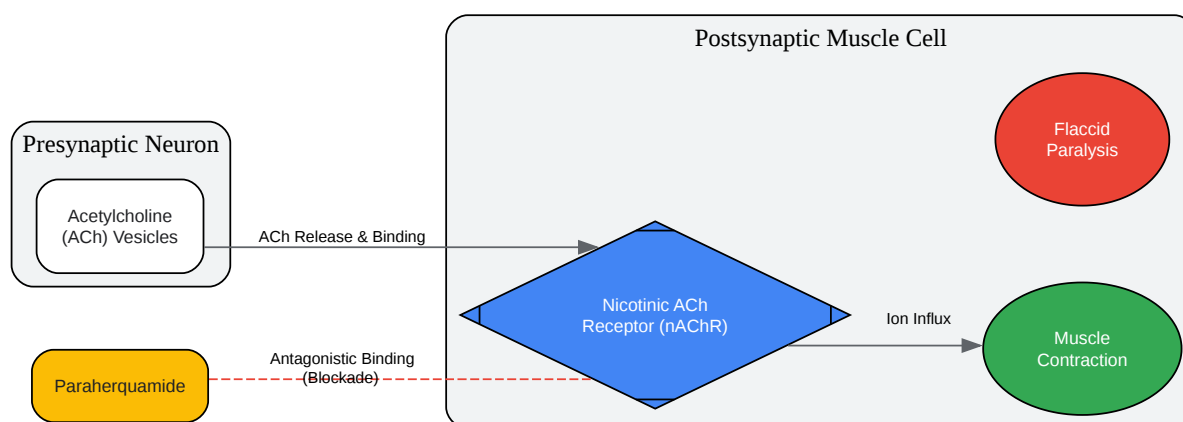 Postsynaptic Muscle Cell
Flaccid
Paralysis
Presynaptic Neuron
Acetylcholine
(ACh) Vesicles
ACh Release & Binding
Nicotinic ACh
Receptor (nAChR)
Ion Influx
Muscle
Contraction
Paraherquamide
Antagonistic Binding
(Blockade)